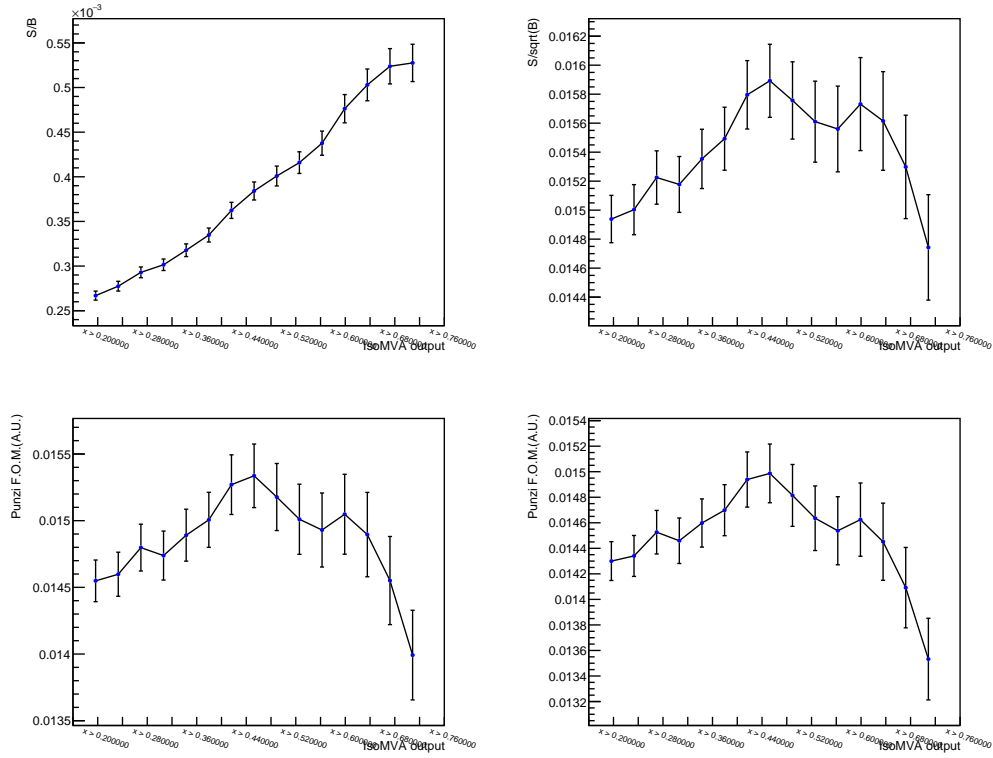 ×10⁻³
S/B
0.55
0.5
0.45
0.4
0.35
0.3
0.25
x > 0.200000
x > 0.280000
x > 0.360000
x > 0.440000
x > 0.520000
x > 0.600000
x > 0.680000
x > 0.760000
IsoMVA output
S/sqrt(B)
0.0162
0.016
0.0158
0.0156
0.0154
0.0152
0.015
0.0148
0.0146
0.0144
x > 0.200000
x > 0.280000
x > 0.360000
x > 0.440000
x > 0.520000
x > 0.600000
x > 0.680000
x > 0.760000
IsoMVA output
Punzi F.O.M.(A.U.)
0.0155
0.015
0.0145
0.014
0.0135
x > 0.200000
x > 0.280000
x > 0.360000
x > 0.440000
x > 0.520000
x > 0.600000
x > 0.680000
x > 0.760000
IsoMVA output
Punzi F.O.M.(A.U.)
0.0154
0.0152
0.015
0.0148
0.0146
0.0144
0.0142
0.014
0.0138
0.0136
0.0134
0.0132
x > 0.200000
x > 0.280000
x > 0.360000
x > 0.440000
x > 0.520000
x > 0.600000
x > 0.680000
x > 0.760000
IsoMVA output